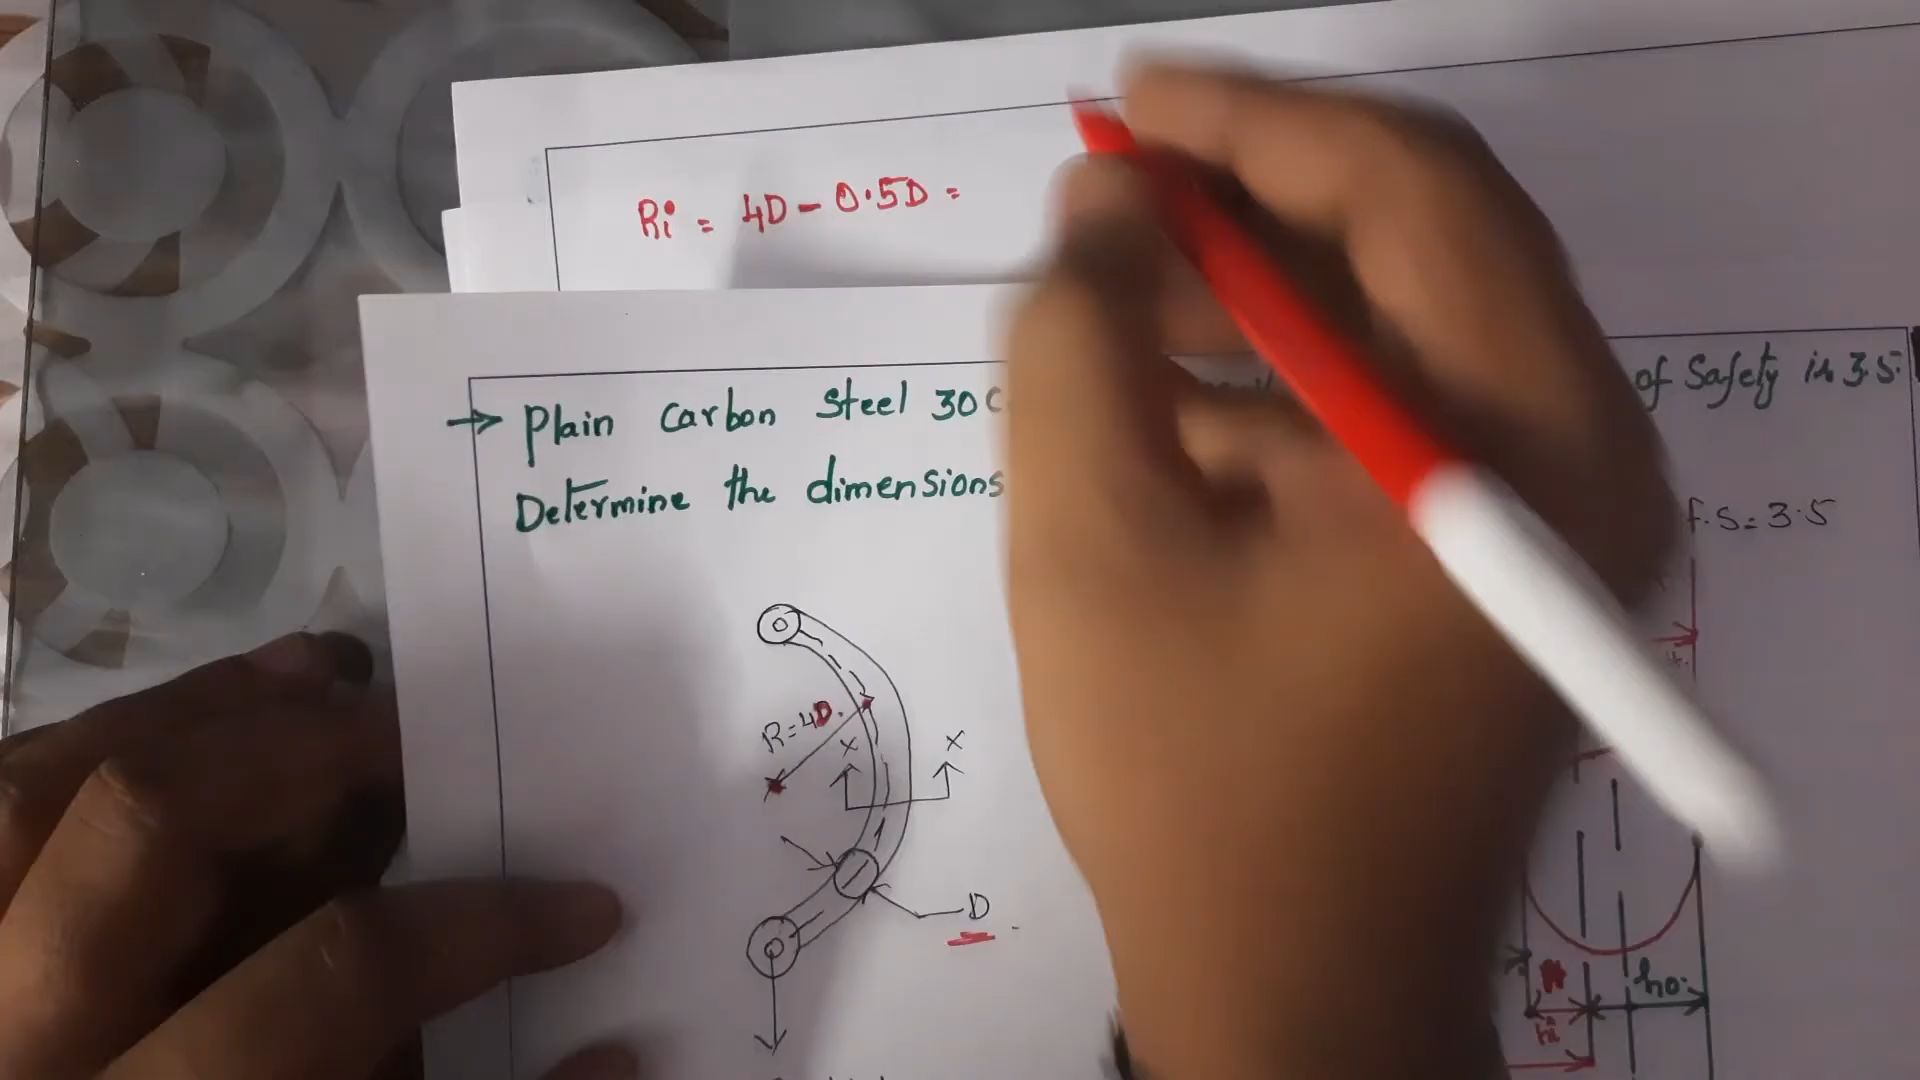 Ri = 4D - 0.5D =
→ Plain Carbon Steel 30C of Safety is 3.5.
Determine the dimensions
f.S = 3.5
R=4D.
X X
D
ho
hi